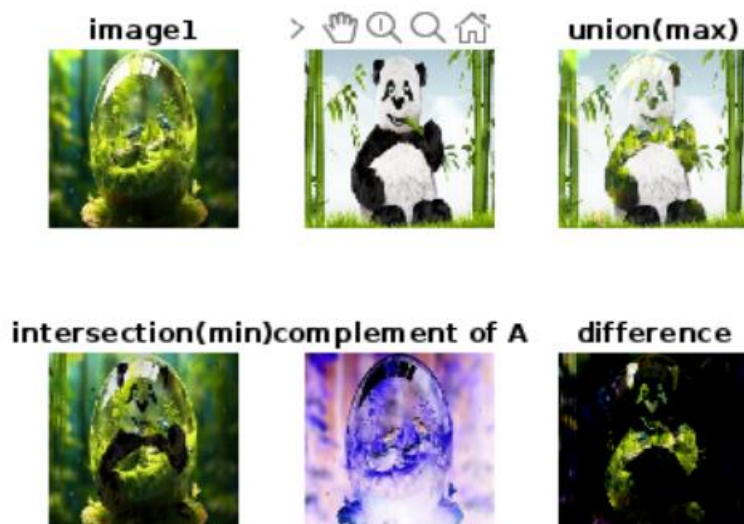 image1
union(max)
intersection(min)
complement of A
difference